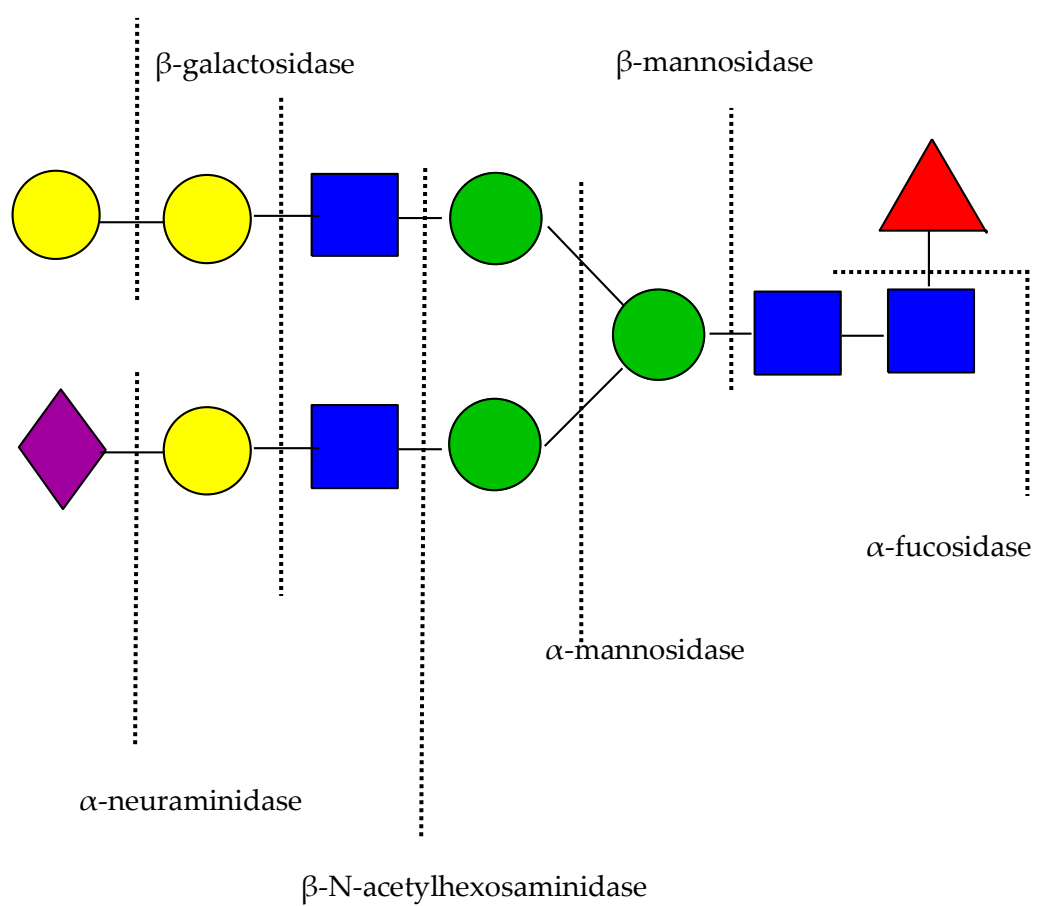 β-galactosidase
β-mannosidase
α-fucosidase
α-mannosidase
α-neuraminidase
β-N-acetylhexosaminidase